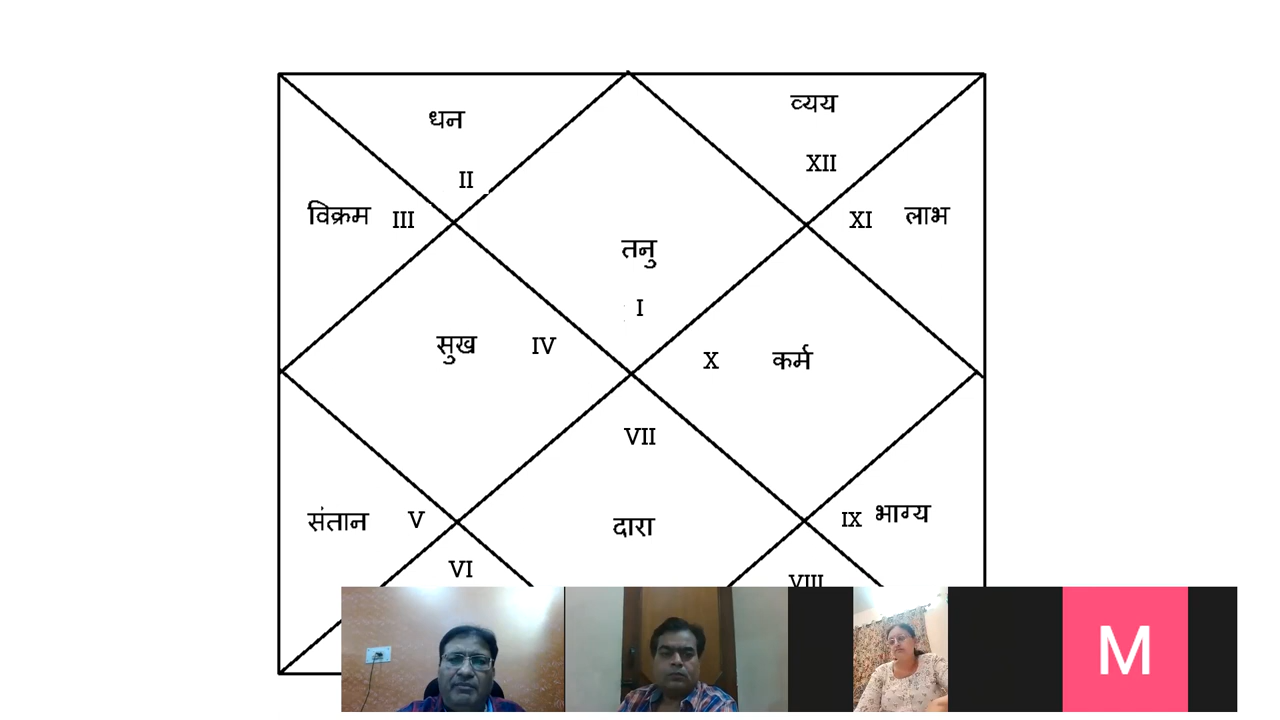 धन
व्यय
XII
II
विक्रम III
XI लाभ
तनु
I
सुख IV
X कर्म
VII
संतान V
दारा
IX भाग्य
VI
VIII
M